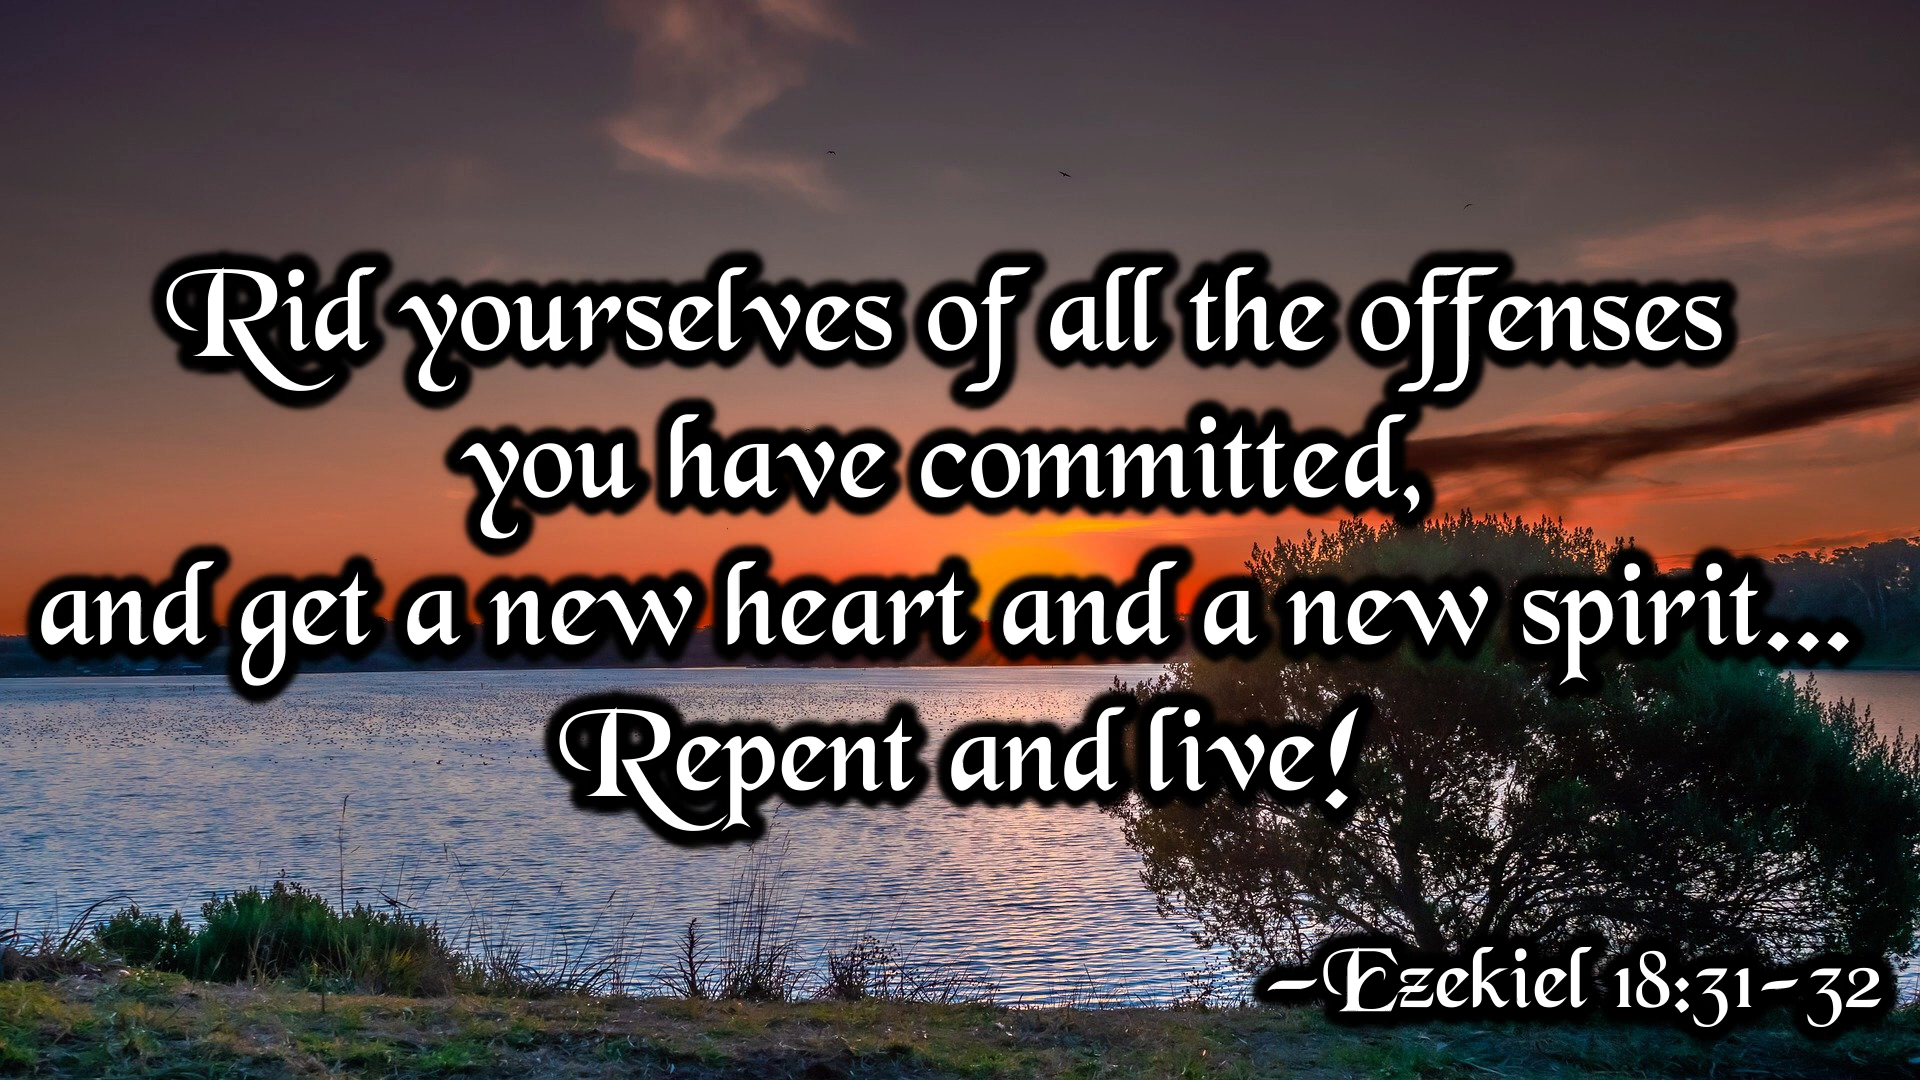 Rid yourselves of all the offenses
you have committed,
and get a new heart and a new spirit...
Repent and live!
-Ezekiel 18:31-32